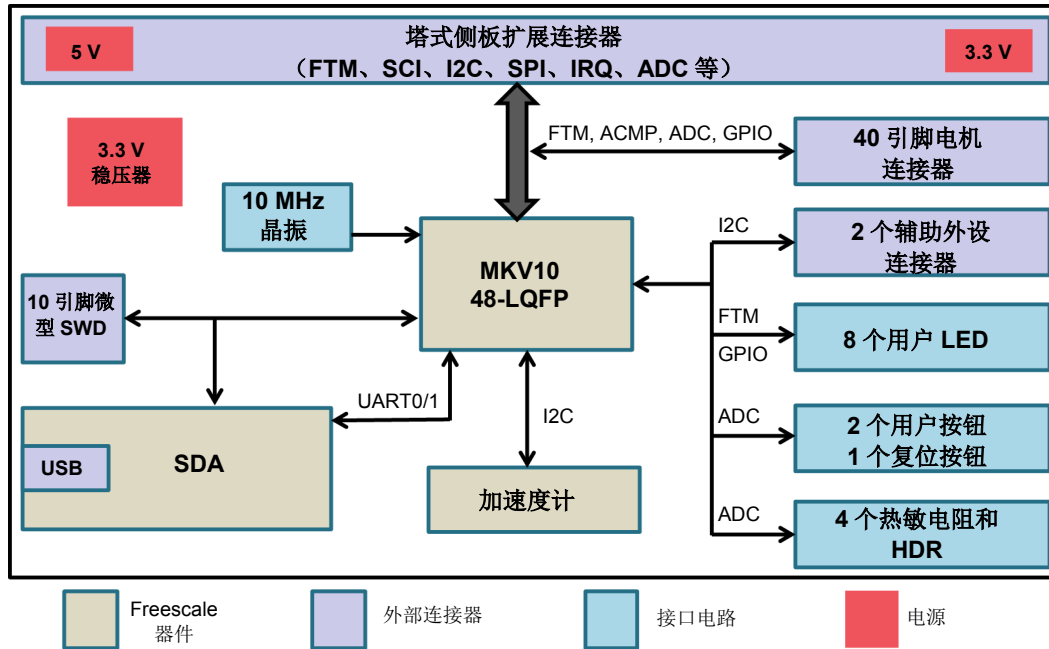 5 V
塔式侧板扩展连接器
（FTM、SCI、I2C、SPI、IRQ、ADC 等）
3.3 V
3.3 V
稳压器
FTM, ACMP, ADC, GPIO
40 引脚电机
连接器
10 MHz
晶振
MKV10
48-LQFP
I2C
2 个辅助外设
连接器
10 引脚微
型 SWD
FTM
GPIO
8 个用户 LED
UART0/1
I2C
ADC
2 个用户按钮
1 个复位按钮
USB
SDA
加速度计
ADC
4 个热敏电阻和
HDR
Freescale
器件
外部连接器
接口电路
电源